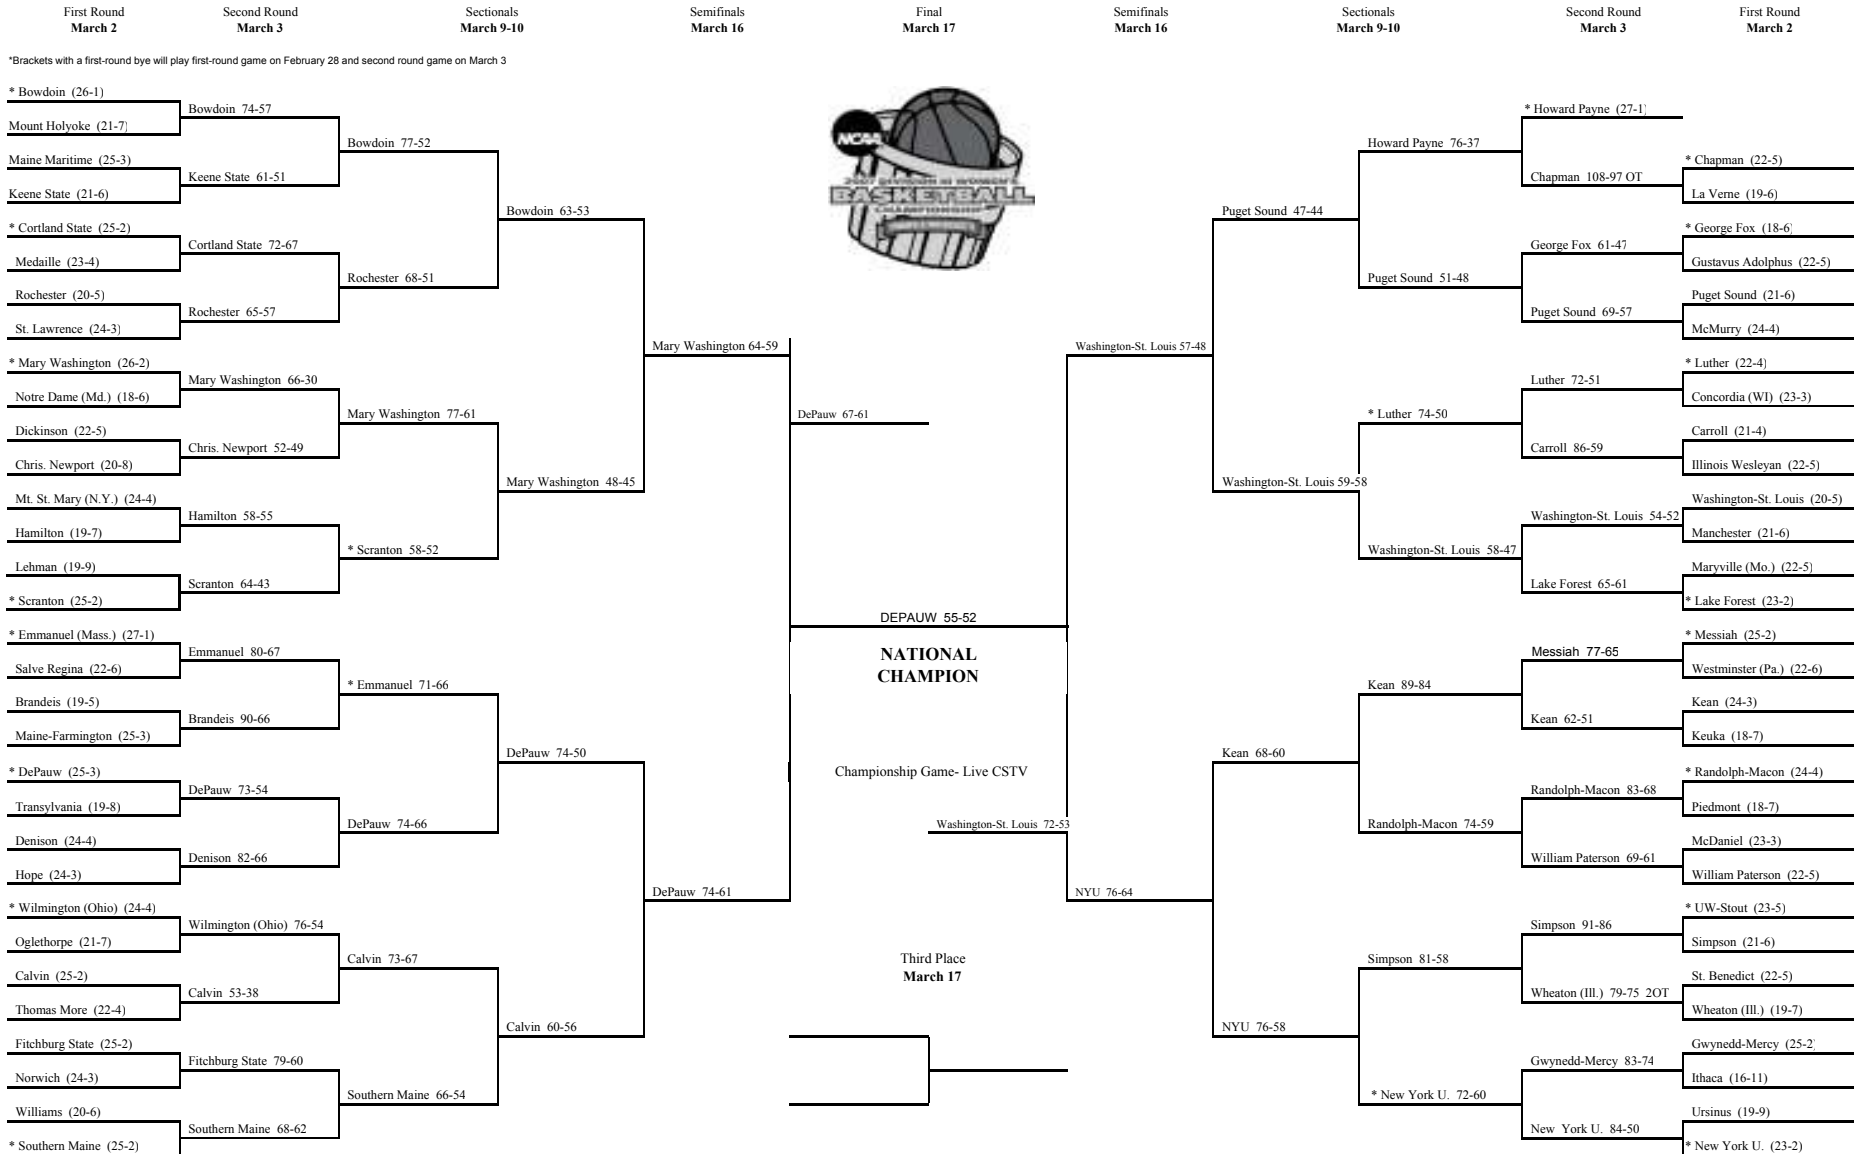 First Round
March 2
Second Round
March 3
Sectionals
March 9-10
Semifinals
March 16
Final
March 17
Semifinals
March 16
Sectionals
March 9-10
Second Round
March 3
First Round
March 2
*Brackets with a first-round bye will play first-round game on February 28 and second round game on March 3
* Bowdoin (26-1)
Mount Holyoke (21-7)
Maine Maritime (25-3)
Keene State (21-6)
* Cortland State (25-2)
Medaille (23-4)
Rochester (20-5)
St. Lawrence (24-3)
* Mary Washington (26-2)
Notre Dame (Md.) (18-6)
Dickinson (22-5)
Chris. Newport (20-8)
Mt. St. Mary (N.Y.) (24-4)
Hamilton (19-7)
Lehman (19-9)
* Scranton (25-2)
* Emmanuel (Mass.) (27-1)
Salve Regina (22-6)
Brandeis (19-5)
Maine-Farmington (25-3)
* DePauw (25-3)
Transylvania (19-8)
Denison (24-4)
Hope (24-3)
* Wilmington (Ohio) (24-4)
Oglethorpe (21-7)
Calvin (25-2)
Thomas More (22-4)
Fitchburg State (25-2)
Norwich (24-3)
Williams (20-6)
* Southern Maine (25-2)
Bowdoin 74-57
Keene State 61-51
Cortland State 72-67
Rochester 65-57
Mary Washington 66-30
Chris. Newport 52-49
Hamilton 58-55
Scranton 64-43
Emmanuel 80-67
Brandeis 90-66
DePauw 73-54
Denison 82-66
Wilmington (Ohio) 76-54
Calvin 53-38
Fitchburg State 79-60
Southern Maine 68-62
Bowdoin 77-52
Rochester 68-51
Mary Washington 77-61
* Scranton 58-52
* Emmanuel 71-66
DePauw 74-66
Calvin 73-67
Southern Maine 66-54
Bowdoin 63-53
Mary Washington 48-45
DePauw 74-50
Calvin 60-56
Mary Washington 64-59
DePauw 74-61
NCAA
2007 DIVISION III WOMEN'S
BASKETBALL
CHAMPIONSHIP
DePauw 67-61
DEPAUW 55-52
NATIONAL
CHAMPION
Championship Game- Live CSTV
Washington-St. Louis 72-53
Third Place
March 17
Washington-St. Louis 57-48
NYU 76-64
Puget Sound 47-44
Washington-St. Louis 59-58
Kean 68-60
NYU 76-58
Howard Payne 76-37
Puget Sound 51-48
* Luther 74-50
Washington-St. Louis 58-47
Kean 89-84
Randolph-Macon 74-59
Simpson 81-58
* New York U. 72-60
* Howard Payne (27-1)
Chapman 108-97 OT
George Fox 61-47
Puget Sound 69-57
Luther 72-51
Carroll 86-59
Washington-St. Louis 54-52
Lake Forest 65-61
Messiah 77-65
Kean 62-51
Randolph-Macon 83-68
William Paterson 69-61
Simpson 91-86
Wheaton (Ill.) 79-75 2OT
Gwynedd-Mercy 83-74
New York U. 84-50
* Chapman (22-5)
La Verne (19-6)
* George Fox (18-6)
Gustavus Adolphus (22-5)
Puget Sound (21-6)
McMurry (24-4)
* Luther (22-4)
Concordia (WI) (23-3)
Carroll (21-4)
Illinois Wesleyan (22-5)
Washington-St. Louis (20-5)
Manchester (21-6)
Maryville (Mo.) (22-5)
* Lake Forest (23-2)
* Messiah (25-2)
Westminster (Pa.) (22-6)
Kean (24-3)
Keuka (18-7)
* Randolph-Macon (24-4)
Piedmont (18-7)
McDaniel (23-3)
William Paterson (22-5)
* UW-Stout (23-5)
Simpson (21-6)
St. Benedict (22-5)
Wheaton (Ill.) (19-7)
Gwynedd-Mercy (25-2)
Ithaca (16-11)
Ursinus (19-9)
* New York U. (23-2)